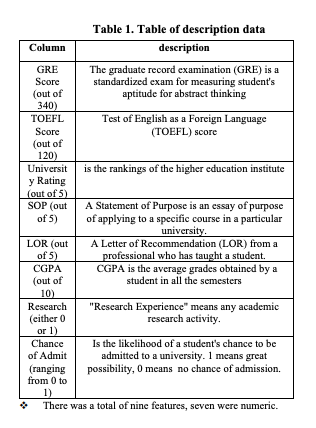 Table 1. Table of description data
Column
description
GRE
Score
(out of
340)
The graduate record examination (GRE) is a
standardized exam for measuring student's
aptitude for abstract thinking
TOEFL
Score
(out of
120)
Test of English as a Foreign Language
(TOEFL) score
Universit
y Rating
(out of 5)
is the rankings of the higher education institute
SOP (out
of 5)
A Statement of Purpose is an essay of purpose
of applying to a specific course in a particular
university.
LOR (out
of 5)
A Letter of Recommendation (LOR) from a
professional who has taught a student.
CGPA
(out of
10)
CGPA is the average grades obtained by a
student in all the semesters
Research
(either 0
or 1)
"Research Experience" means any academic
research activity.
Chance
of Admit
(ranging
from 0 to
1)
Is the likelihood of a student's chance to be
admitted to a university. 1 means great
possibility, 0 means no chance of admission.
❖ There was a total of nine features, seven were numeric.